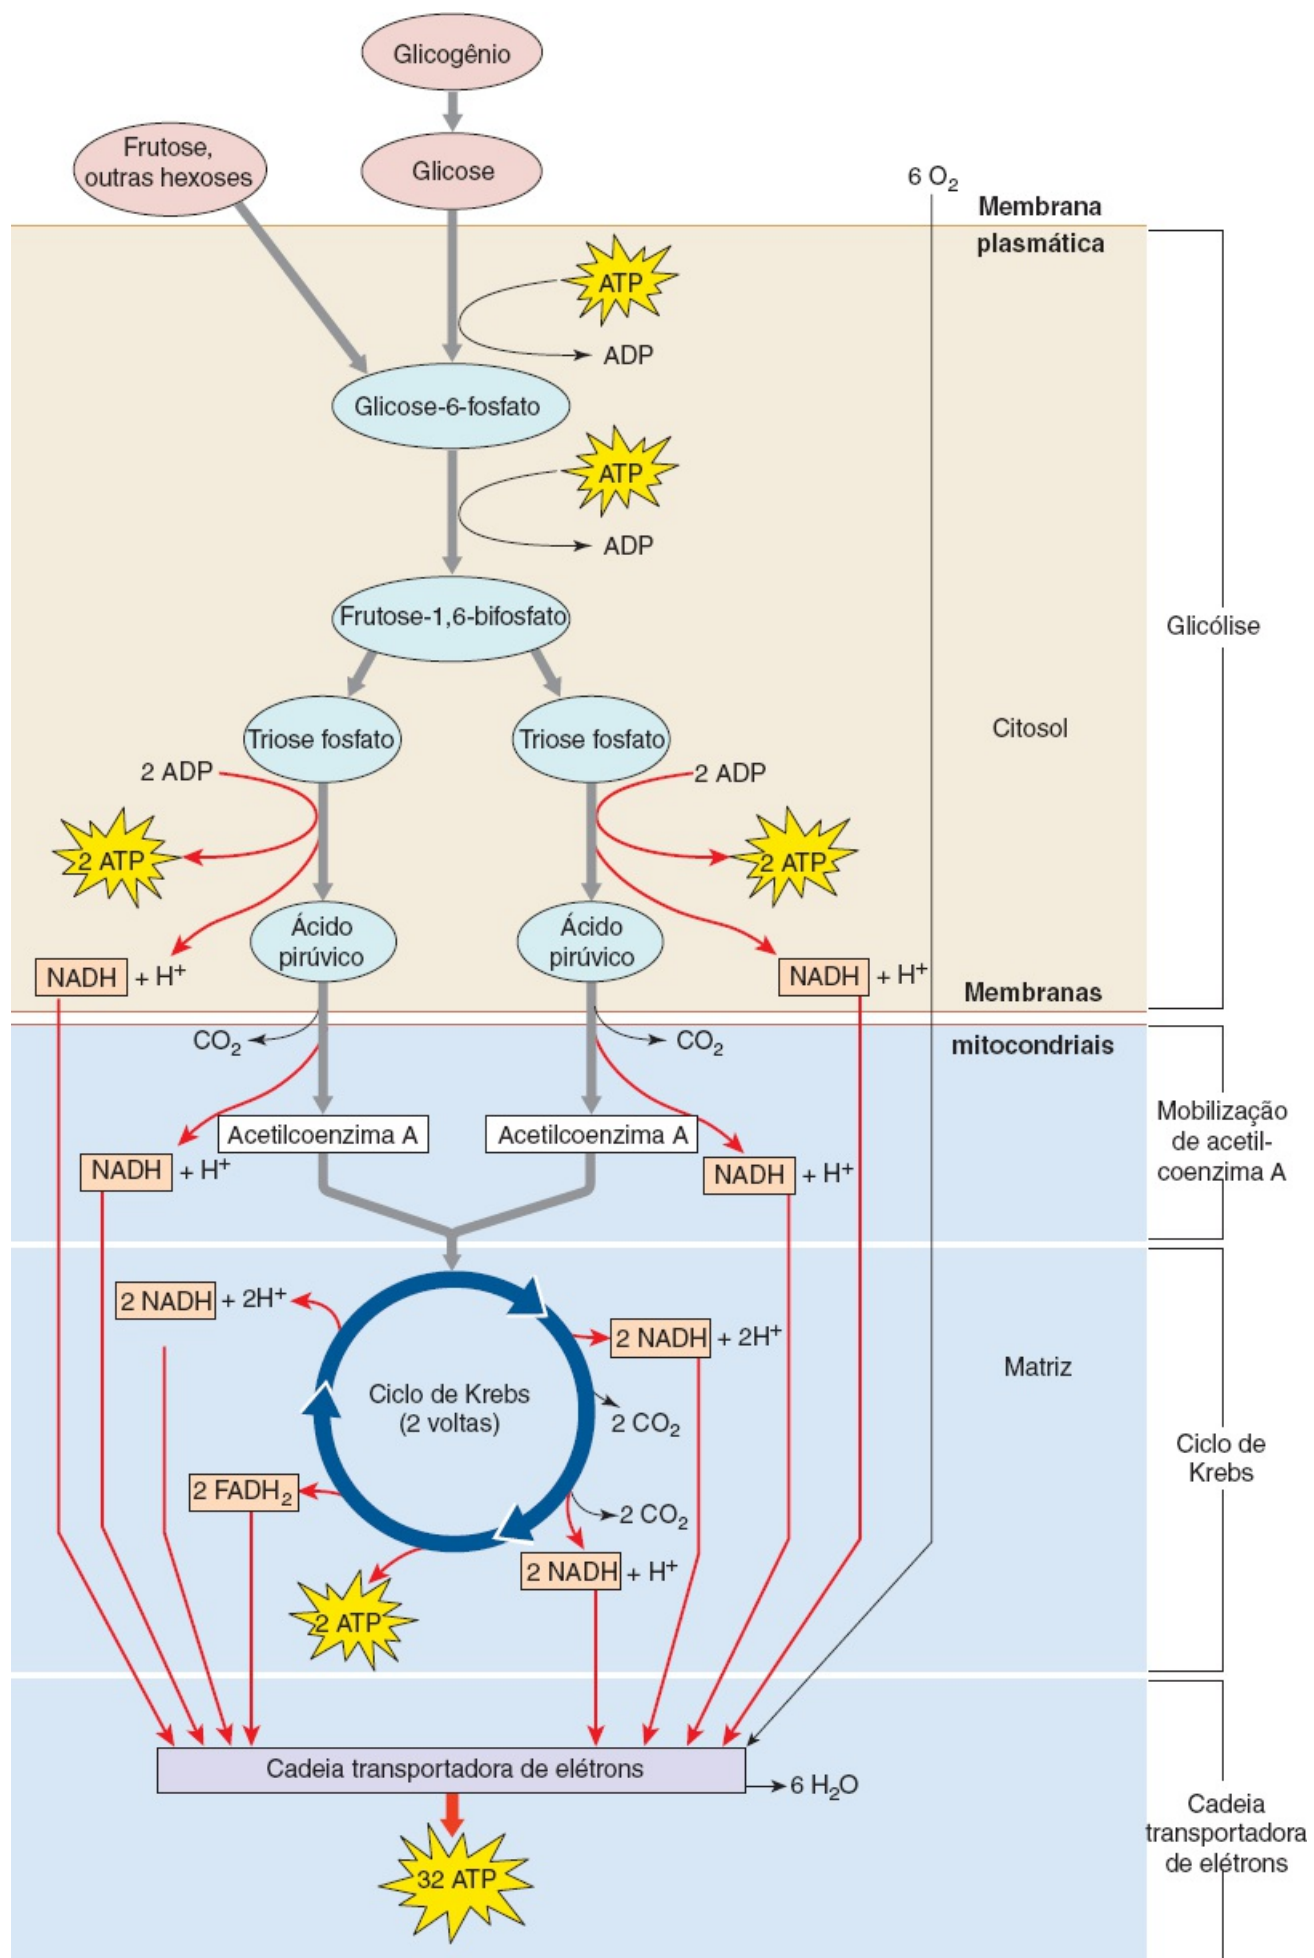 Glicogênio
Frutose,
outras hexoses
Glicose
6 O₂
Membrana
plasmática
ATP
ADP
Glicose-6-fosfato
ATP
ADP
Frutose-1,6-bifosfato
Glicólise
Triose fosfato
Triose fosfato
Citosol
2 ADP
2 ADP
2 ATP
2 ATP
Ácido
pirúvico
Ácido
pirúvico
NADH + H⁺
NADH + H⁺
Membranas
mitocondriais
CO₂
CO₂
Mobilização
de acetil-
coenzima A
Acetilcoenzima A
Acetilcoenzima A
NADH + H⁺
NADH + H⁺
2 NADH + 2H⁺
2 NADH + 2H⁺
Matriz
Ciclo de Krebs
(2 voltas)
2 CO₂
Ciclo de
Krebs
2 FADH₂
2 CO₂
2 NADH + H⁺
2 ATP
Cadeia transportadora de elétrons
6 H₂O
Cadeia
transportadora
de elétrons
32 ATP